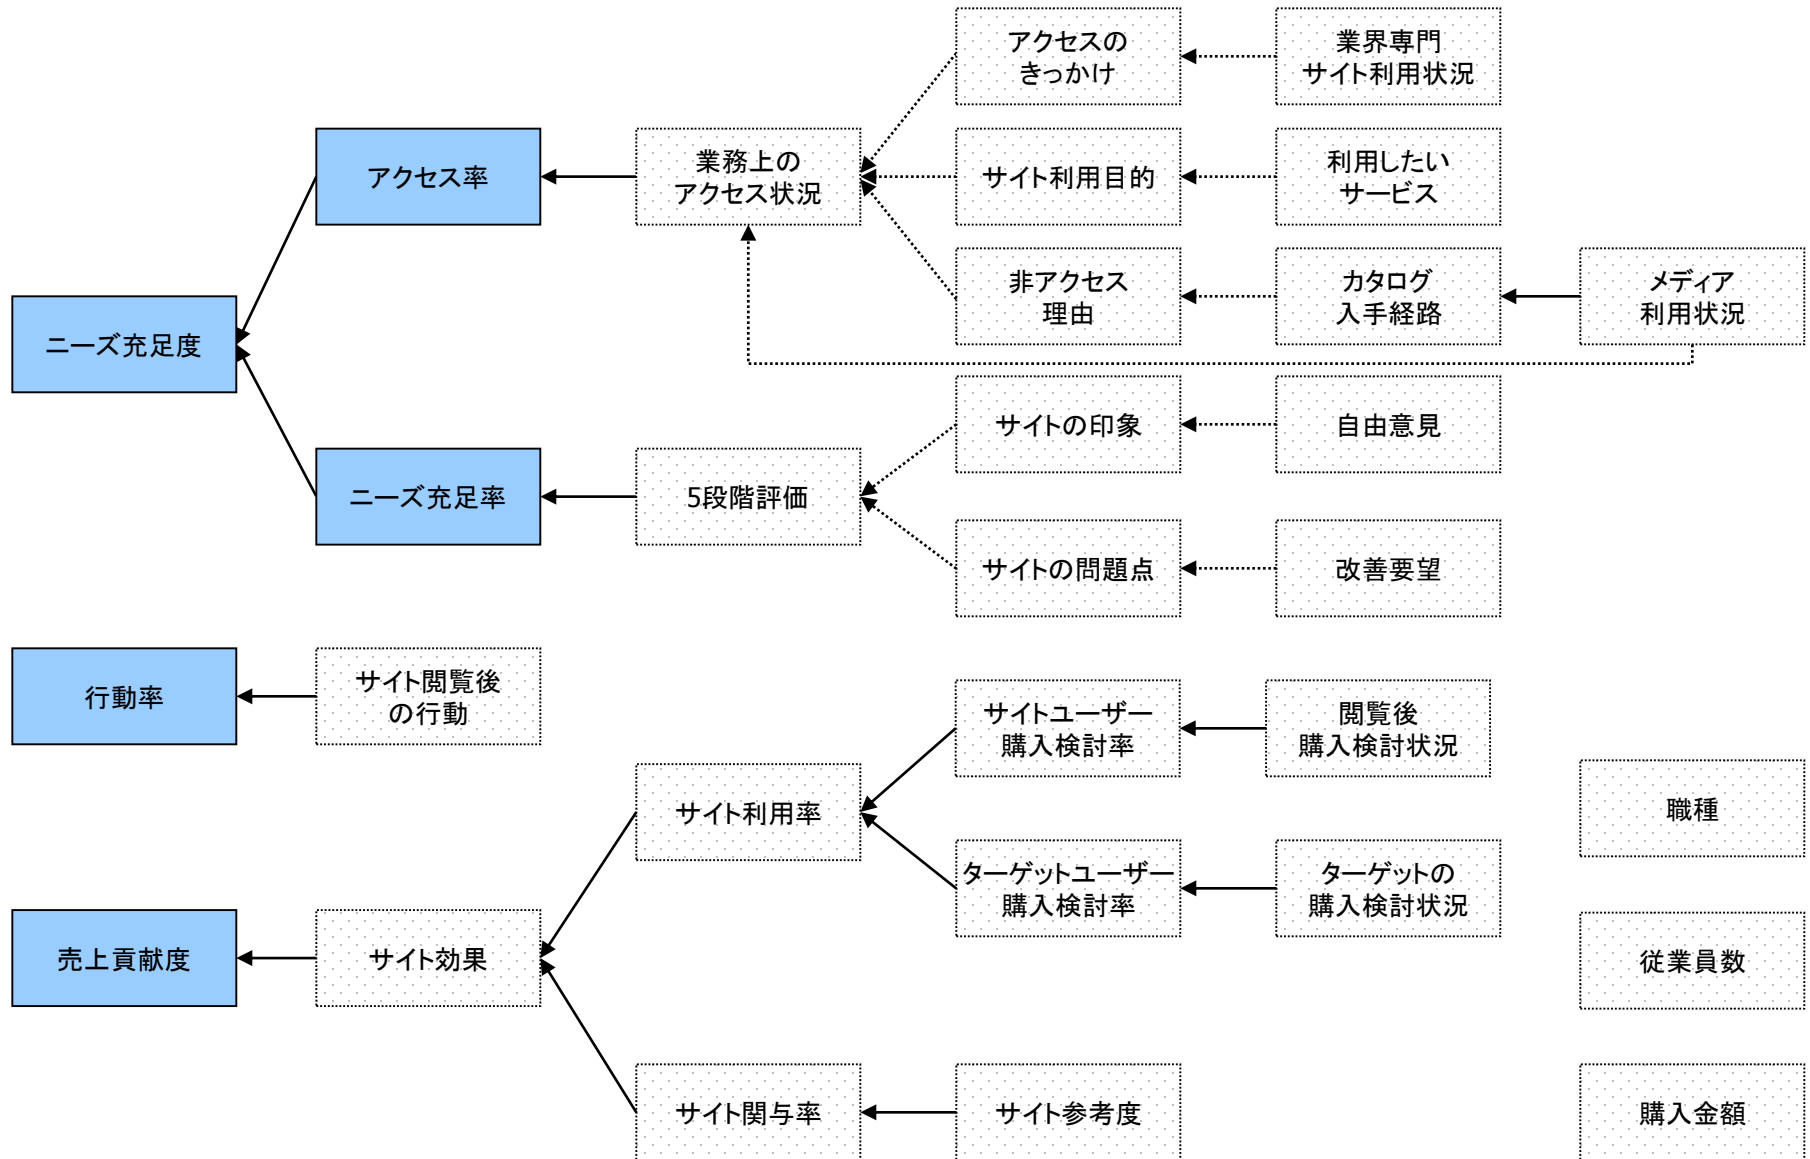 アクセスの
きっかけ
業界専門
サイト利用状況
アクセス率
業務上の
アクセス状況
サイト利用目的
利用したい
サービス
非アクセス
理由
カタログ
入手経路
メディア
利用状況
ニーズ充足度
サイトの印象
自由意見
ニーズ充足率
5段階評価
サイトの問題点
改善要望
行動率
サイト閲覧後
の行動
サイトユーザー
購入検討率
閲覧後
購入検討状況
サイト利用率
職種
ターゲットユーザー
購入検討率
ターゲットの
購入検討状況
売上貢献度
サイト効果
従業員数
サイト関与率
サイト参考度
購入金額